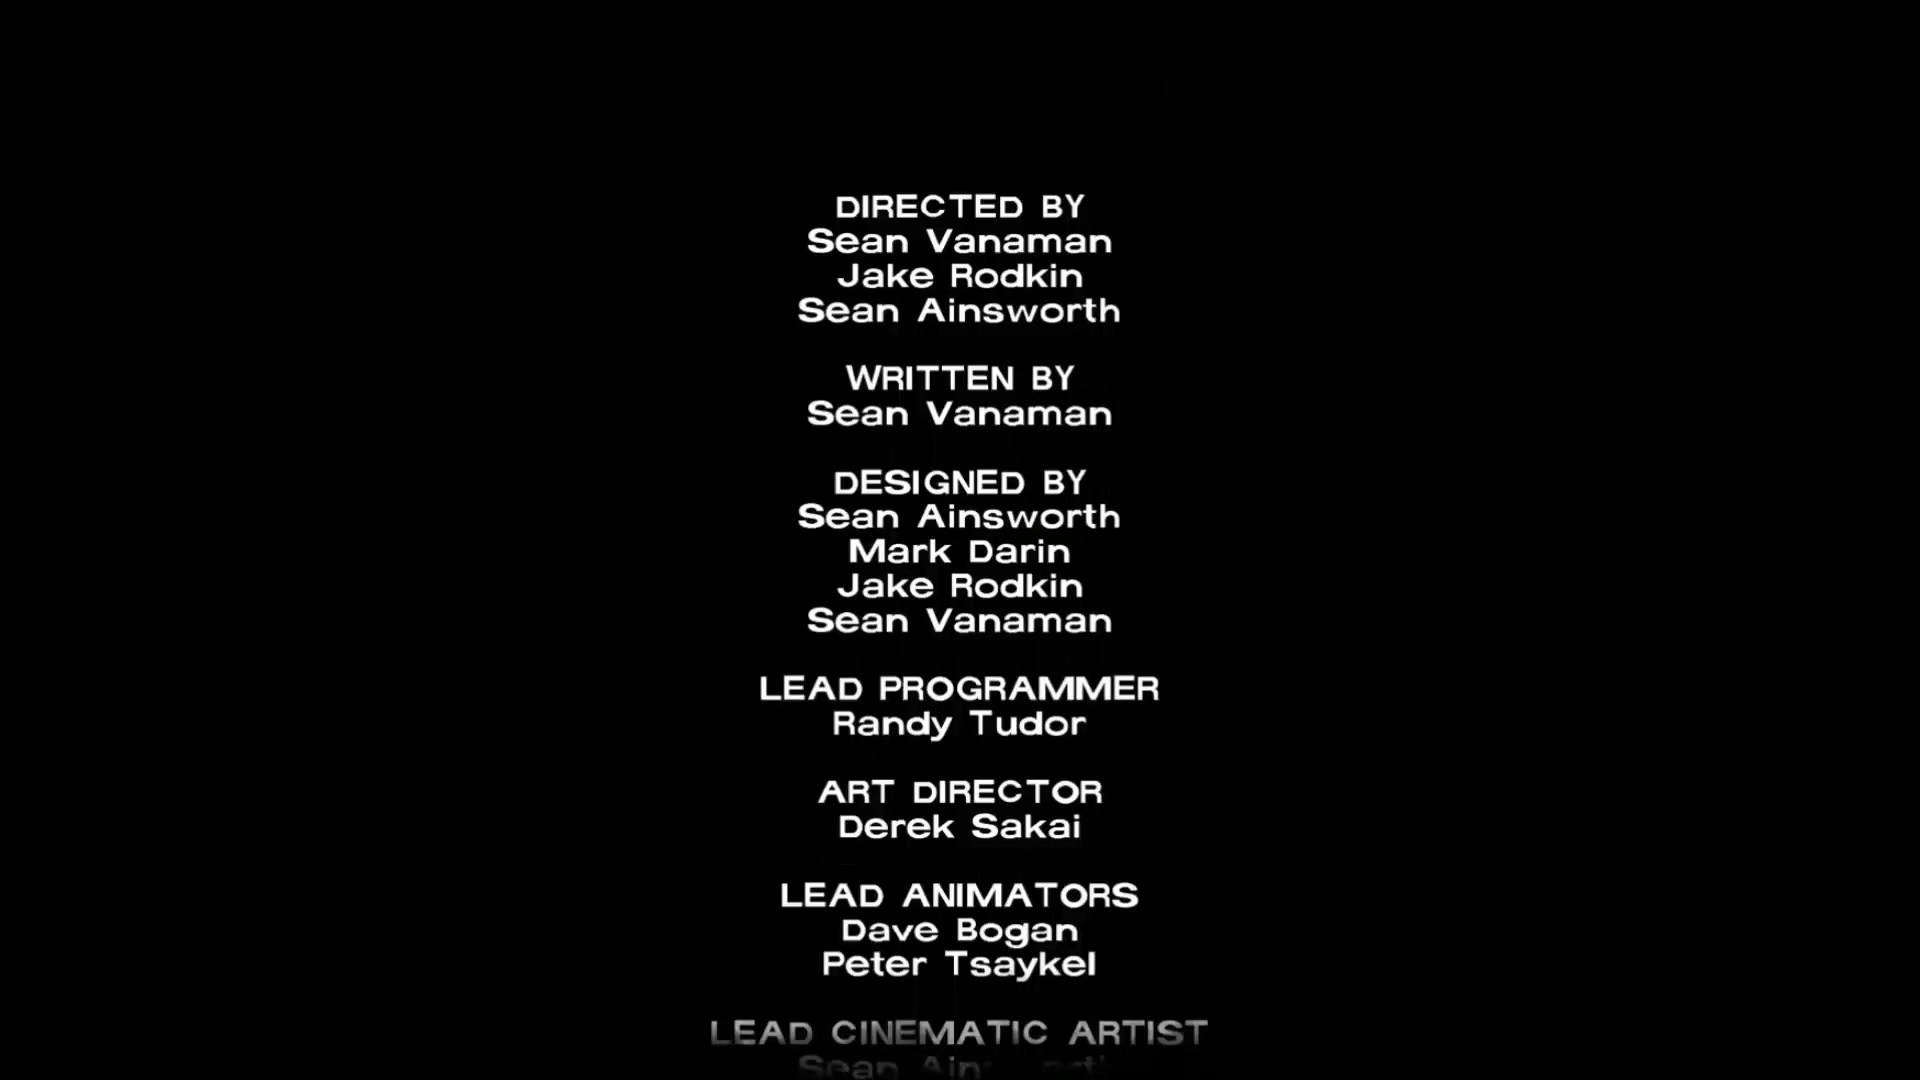 DIRECTED BY
Sean Vanaman
Jake Rodkin
Sean Ainsworth
WRITTEN BY
Sean Vanaman
DESIGNED BY
Sean Ainsworth
Mark Darin
Jake Rodkin
Sean Vanaman
LEAD PROGRAMMER
Randy Tudor
ART DIRECTOR
Derek Sakai
LEAD ANIMATORS
Dave Bogan
Peter Tsaykel
LEAD CINEMATIC ARTIST
Sean